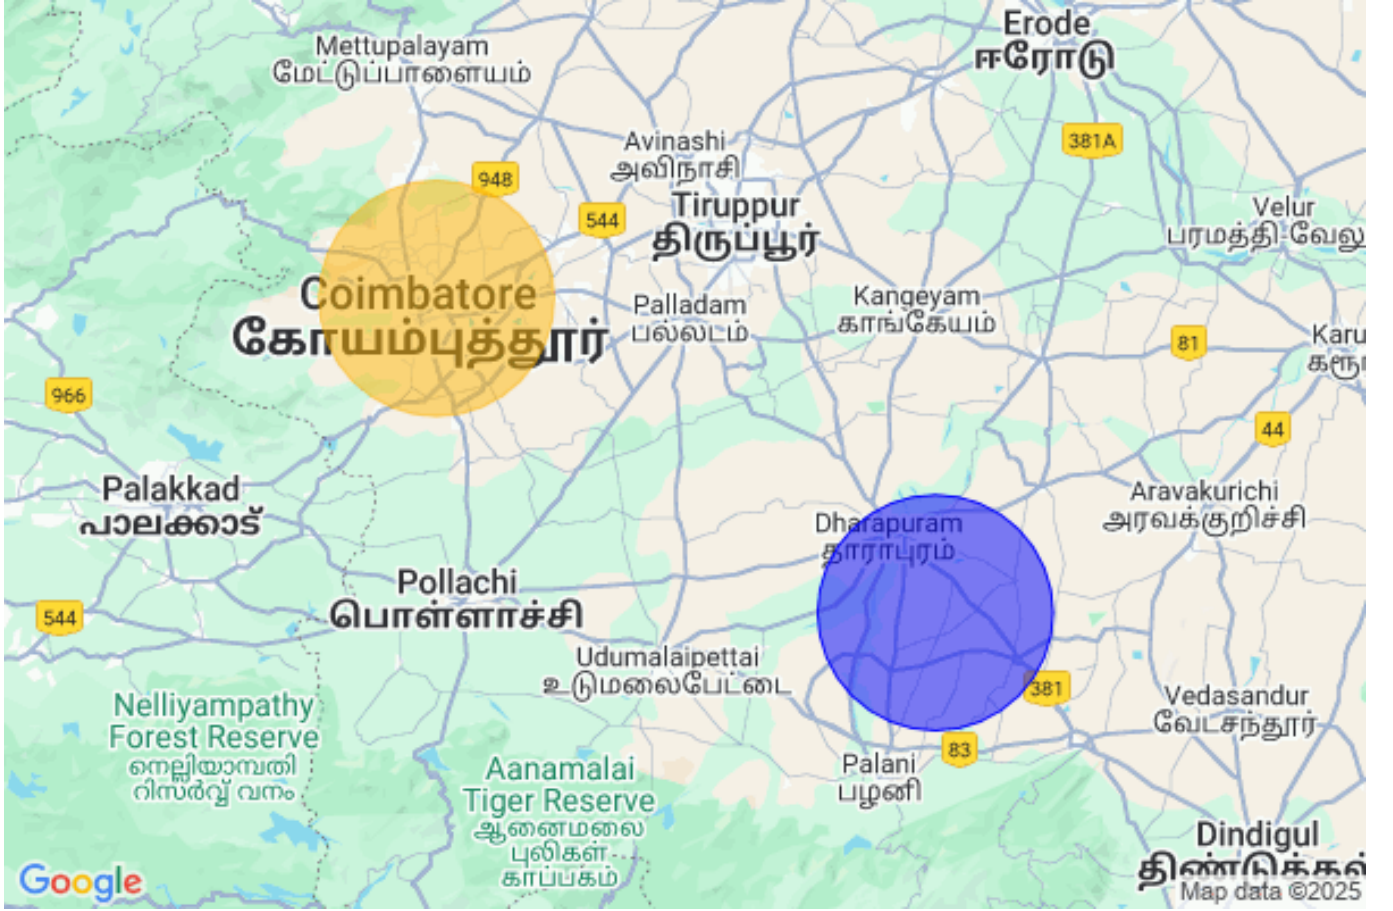 Erode
ஈரோடு
Mettupalayam
மேட்டுப்பாளையம்
381A
Avinashi
அவிநாசி
948
Tiruppur
திருப்பூர்
544
Velur
பரமத்தி-வேலு
Coimbatore
கோயம்புத்தூர்
Palladam
பல்லடம்
Kangeyam
காங்கேயம்
81
Karu
கரூ
966
44
Palakkad
பாலக்காட்
Aravakurichi
அரவக்குறிச்சி
Dharapuram
தாராபுரம்
Pollachi
பொள்ளாச்சி
544
Udumalaipettai
உடுமலைபேட்டை
381
Vedasandur
வேடசந்தூர்
Nelliyampathy
Forest Reserve
നെല്ലിയാമ്പതി
റിസർവ്വ് വനം
83
Palani
பழனி
Aanamalai
Tiger Reserve
ஆனைமலை
புலிகள்
காப்பகம்
Dindigul
திண்டுக்கல்
Google
Map data ©2025